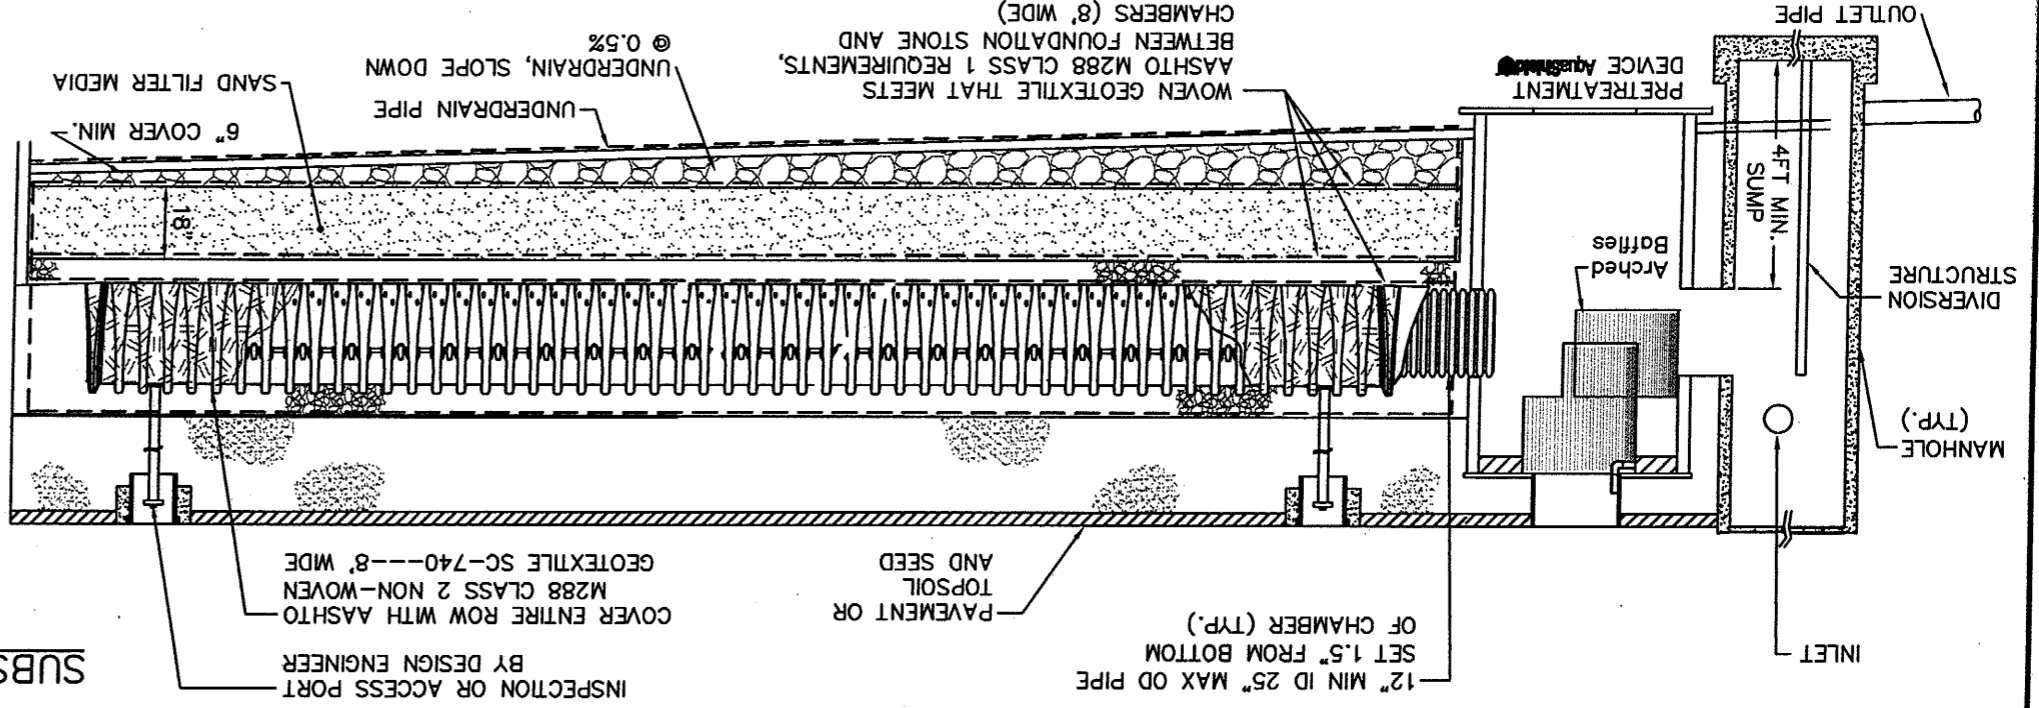 INLET
12" MIN ID 25" MAX OD PIPE
SET 1.5" FROM BOTTOM
OF CHAMBER (TYP.)
PAVEMENT OR
TOPSOIL
AND SEED
INSPECTION OR ACCESS PORT
BY DESIGN ENGINEER
COVER ENTIRE ROW WITH AASHTO
M288 CLASS 2 NON-WOVEN
GEOTEXTILE SC-740---8' WIDE
SUBS
MANHOLE
(TYP.)
DIVERSION
STRUCTURE
4FT MIN.
SUMP
Arched
Baffles
18"
OUTLET PIPE
PRETREATMENT
DEVICE AquaShield
WOVEN GEOTEXTILE THAT MEETS
AASHTO M288 CLASS 1 REQUIREMENTS,
BETWEEN FOUNDATION STONE AND
CHAMBERS (8' WIDE)
UNDERDRAIN PIPE
UNDERDRAIN, SLOPE DOWN
@ 0.5%
6" COVER MIN.
SAND FILTER MEDIA